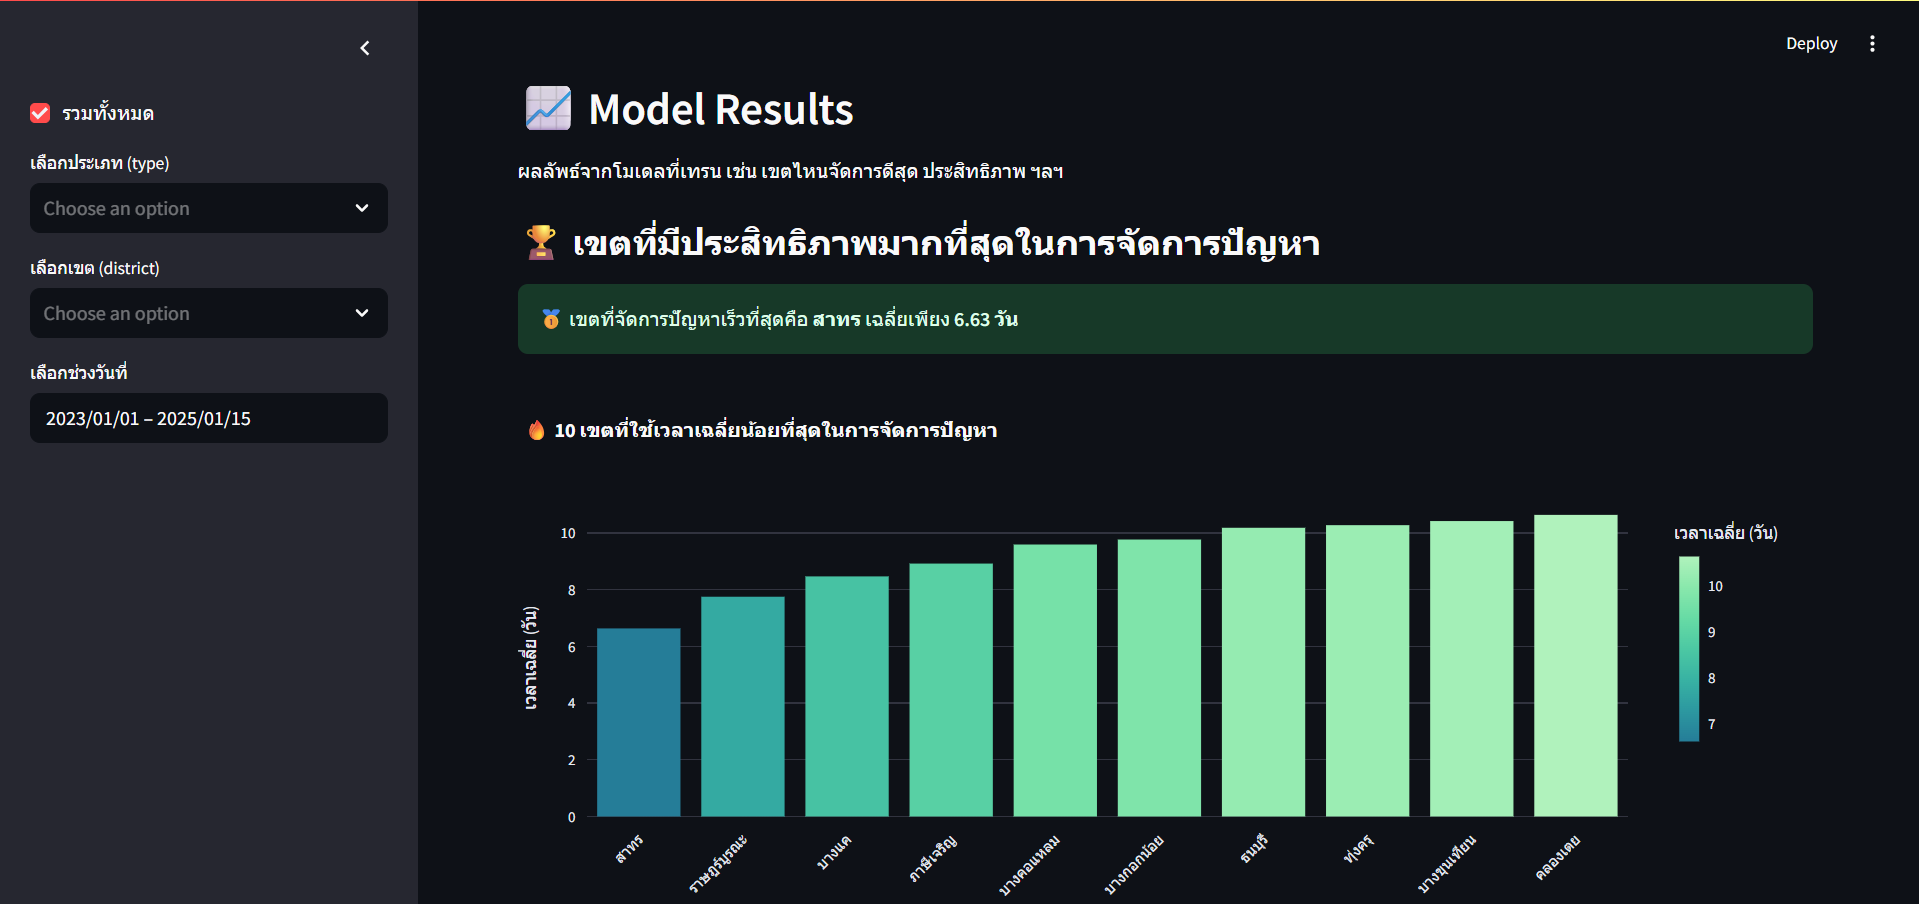 Deploy
รวมทั้งหมด
เลือกประเภท (type)
Choose an option
เลือกเขต (district)
Choose an option
เลือกช่วงวันที่
2023/01/01 – 2025/01/15
Model Results
ผลลัพธ์จากโมเดลที่เทรน เช่น เขตไหนจัดการดีสุด ประสิทธิภาพ ฯลฯ
เขตที่มีประสิทธิภาพมากที่สุดในการจัดการปัญหา
เขตที่จัดการปัญหาเร็วที่สุดคือ สาทร เฉลี่ยเพียง 6.63 วัน
10 เขตที่ใช้เวลาเฉลี่ยน้อยที่สุดในการจัดการปัญหา
เวลาเฉลี่ย (วัน)
10
8
6
4
2
0
สาทร
ราษฎร์บูรณะ
บางแค
ภาษีเจริญ
บางคอแหลม
บางกอกน้อย
ธนบุรี
ทุ่งครุ
บางขุนเทียน
คลองเตย
เวลาเฉลี่ย (วัน)
10
9
8
7